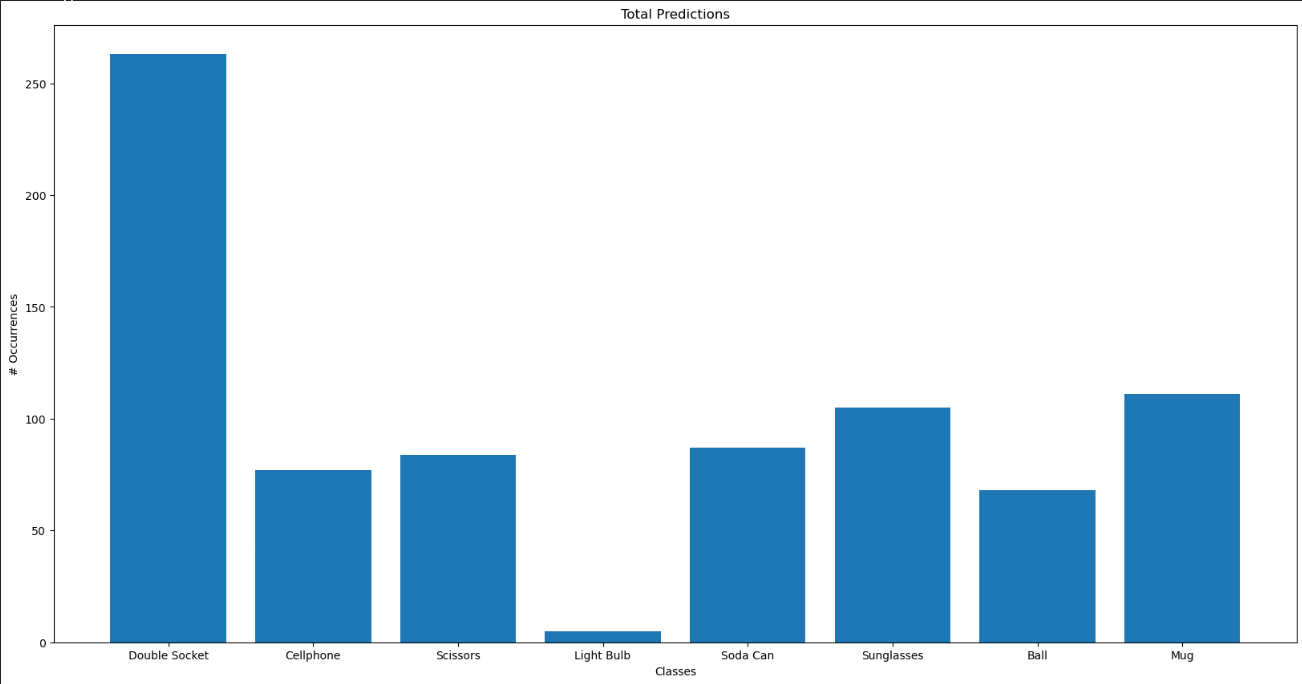 Total Predictions
250
200
150
100
50
0
# Occurrences
Double Socket Cellphone Scissors Light Bulb Soda Can Sunglasses Ball Mug
Classes